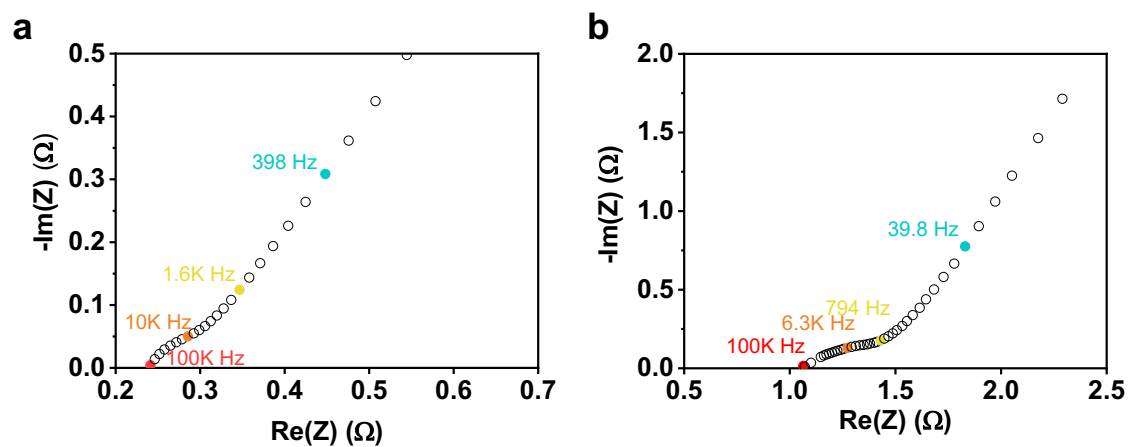 a
0.5
0.4
0.3
0.2
0.1
0.0
-Im(Z) (Ω)
398 Hz
1.6K Hz
10K Hz
100K Hz
0.2 0.3 0.4 0.5 0.6 0.7
Re(Z) (Ω)
b
2.0
1.5
1.0
0.5
0.0
-Im(Z) (Ω)
39.8 Hz
794 Hz
6.3K Hz
100K Hz
0.5 1.0 1.5 2.0 2.5
Re(Z) (Ω)